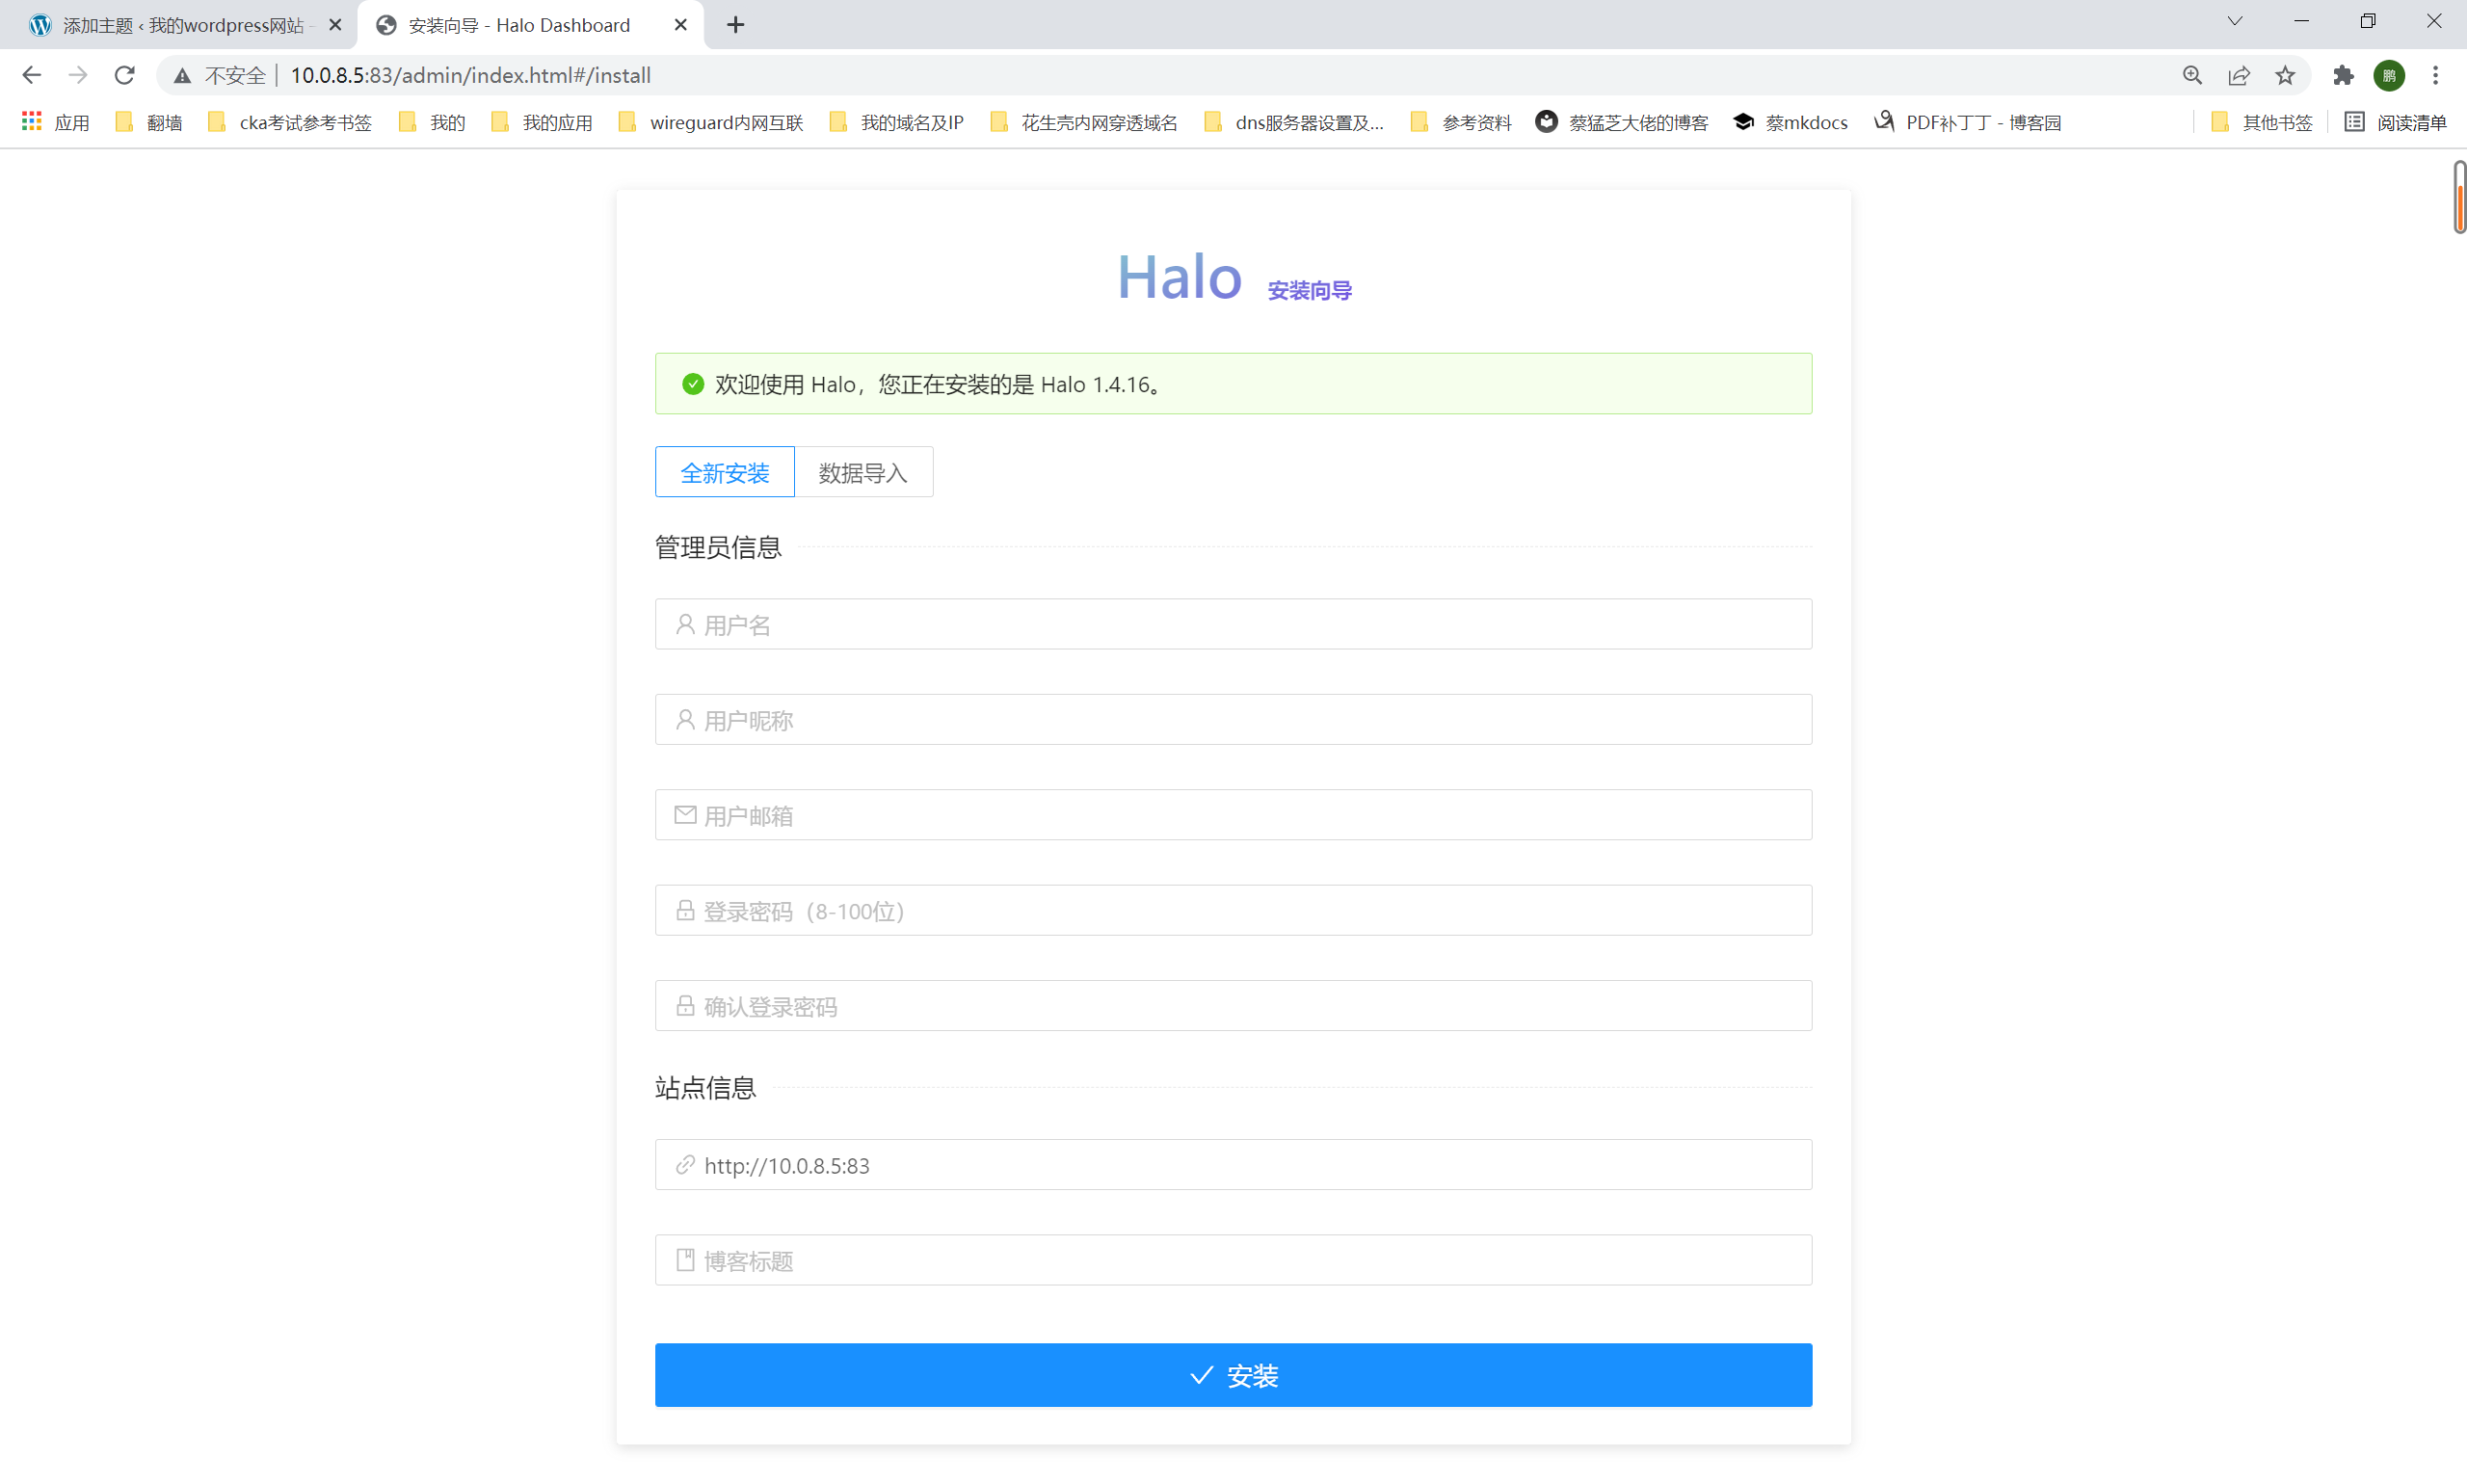 添加主题 ‹ 我的wordpress网站 –
安装向导 - Halo Dashboard
不安全 | 10.0.8.5:83/admin/index.html#/install
鹏
应用 翻墙 cka考试参考书签 我的 我的应用 wireguard内网互联 我的域名及IP 花生壳内网穿透域名 dns服务器设置及... 参考资料 蔡猛芝大佬的博客 蔡mkdocs PDF补丁丁 - 博客园 其他书签 阅读清单
Halo 安装向导
欢迎使用 Halo，您正在安装的是 Halo 1.4.16。
全新安装 数据导入
管理员信息
用户名
用户昵称
用户邮箱
登录密码（8-100位）
确认登录密码
站点信息
http://10.0.8.5:83
博客标题
安装